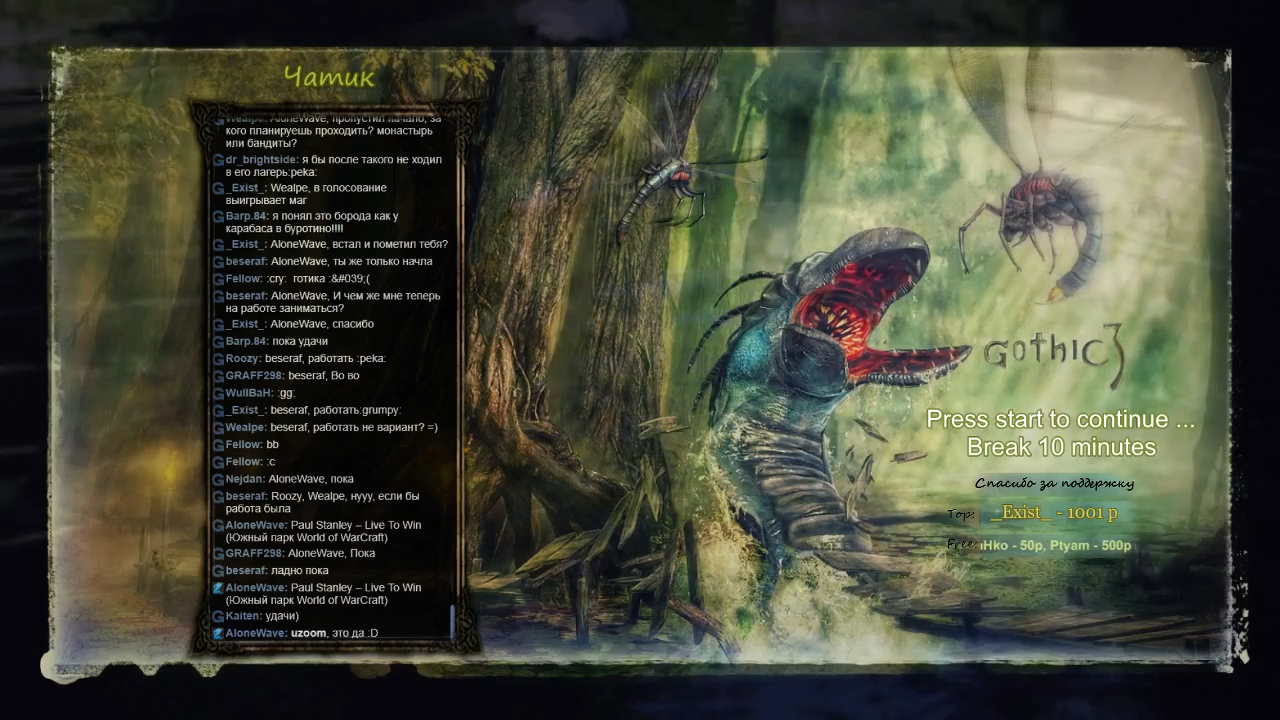 Чатик
Wealpe: AloneWave, пропустил начало, за
кого планируешь проходить? монастырь
или бандиты?
dr_brightside: я бы после такого не ходил
в его лагерь:peka:
_Exist_: Wealpe, в голосование
выигрывает маг
Barp.84: я понял это борода как у
карабаса в буротино!!!!
_Exist_: AloneWave, встал и пометил тебя?
beseraf: AloneWave, ты же только начла
Fellow: :cry: готика :&#039;(
beseraf: AloneWave, И чем же мне теперь
на работе заниматься?
_Exist_: AloneWave, спасибо
Barp.84: пока удачи
Roozy: beseraf, работать :peka:
GRAFF298: beseraf, Во во
WullBaH: :gg:
_Exist_: beseraf, работать:grumpy:
Wealpe: beseraf, работать не вариант? =)
Fellow: bb
Fellow: :c
Nejdan: AloneWave, пока
beseraf: Roozy, Wealpe, нууу, если бы
работа была
AloneWave: Paul Stanley – Live To Win
(Южный парк World of WarCraft)
GRAFF298: AloneWave, Пока
beseraf: ладно пока
AloneWave: Paul Stanley – Live To Win
(Южный парк World of WarCraft)
Kaiten: удачи)
AloneWave: uzoom, это да :D
GOTHIC 3
Press start to continue ...
Break 10 minutes
Спасибо за поддержку
Top: _Exist_ - 1001 р
Free: - 50р, Ptyam - 500р